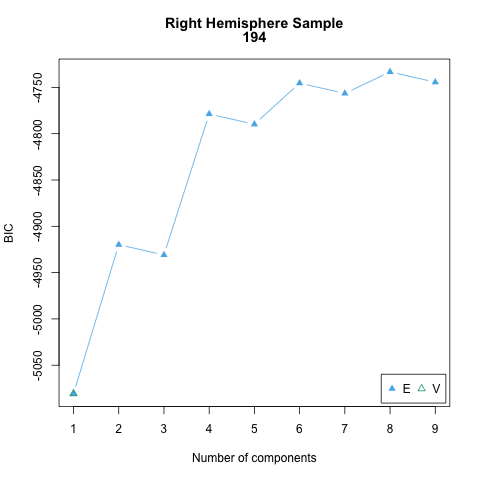 Right Hemisphere Sample
194
BIC
-4750
-4800
-4850
-4900
-4950
-5000
-5050
1 2 3 4 5 6 7 8 9
Number of components
E V